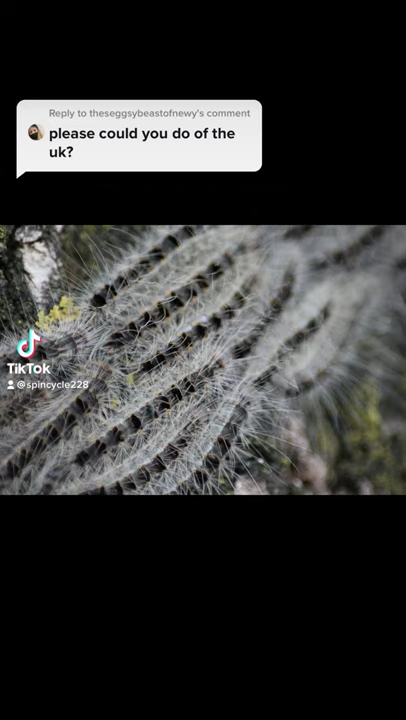 Reply to theseggsybeastofnewy's comment
please could you do of the
uk?
TikTok
@spincycle228